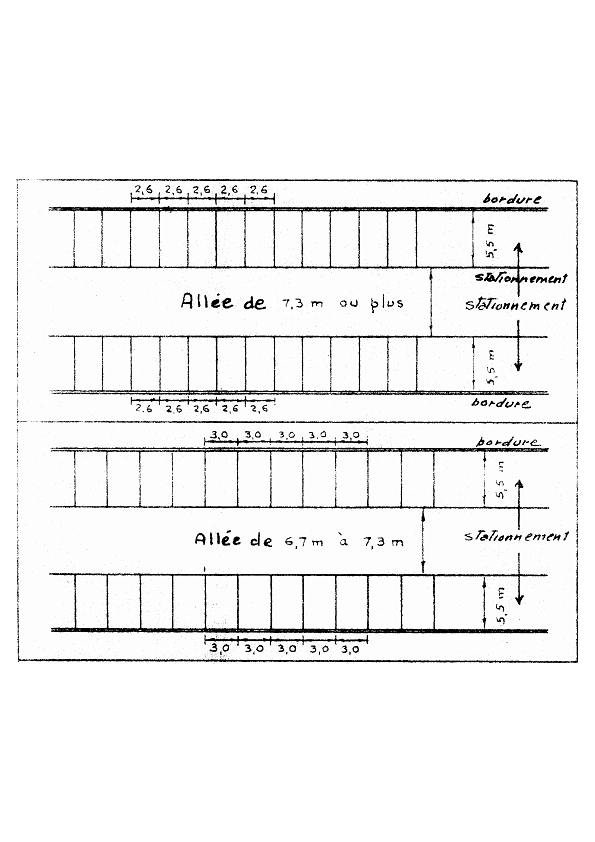 2,6 2,6 2,6 2,6 2,6
bordure
5,5 m
stationnement
Allée de 7,3 m ou plus
stationnement
5,5 m
2,6 2,6 2,6 2,6 2,6
bordure
3,0 3,0 3,0 3,0 3,0
bordure
5,5 m
Allée de 6,7 m à 7,3 m
stationnement
5,5 m
3,0 3,0 3,0 3,0 3,0